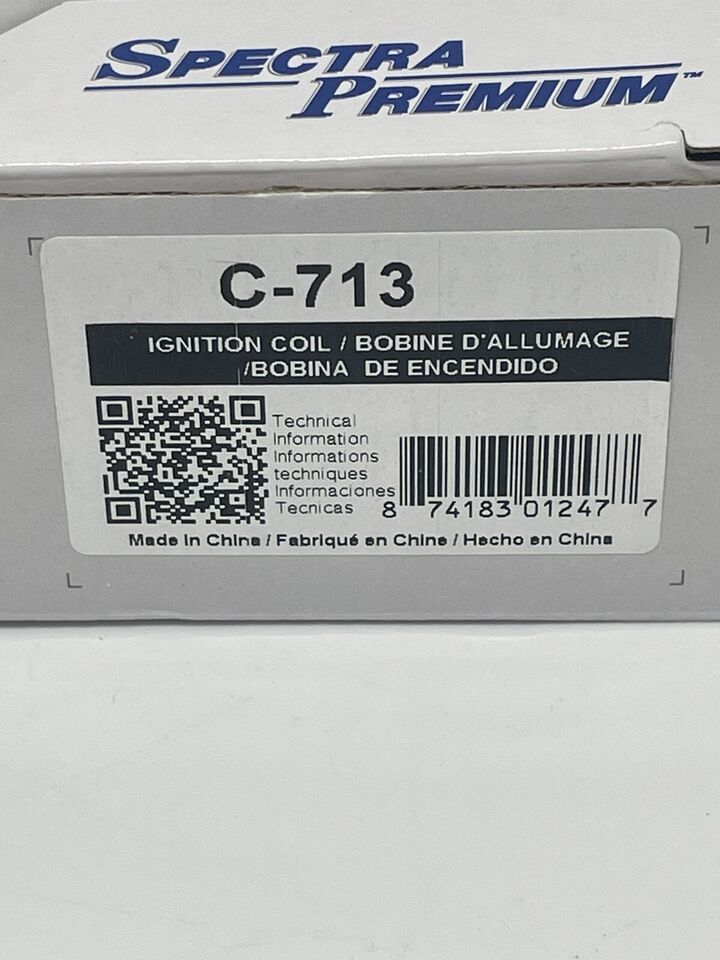 SPECTRA
PREMIUM™
C-713
IGNITION COIL / BOBINE D'ALLUMAGE
/BOBINA DE ENCENDIDO
Technical
Information
Informations
techniques
Informaciones
Tecnicas
8 74183 01247 7
Made in China / Fabriqué en Chine / Hecho en China